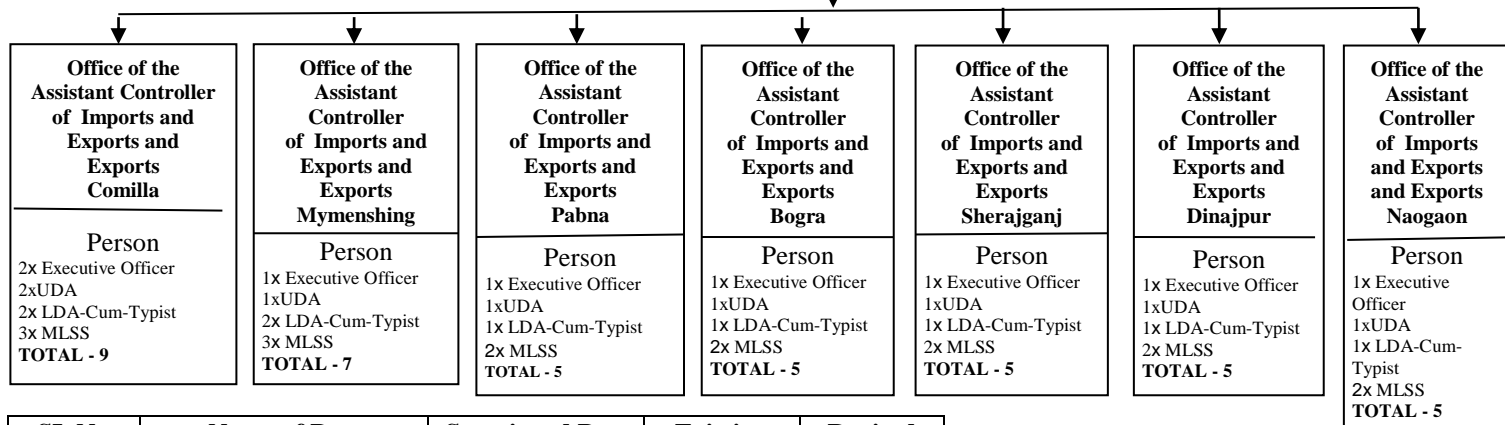 Office of the
Assistant Controller
of Imports and
Exports and
Exports
Comilla
Person
2x Executive Officer
2xUDA
2x LDA-Cum-Typist
3x MLSS
TOTAL - 9
Office of the
Assistant
Controller
of Imports and
Exports and
Exports
Mymenshing
Person
1x Executive Officer
1xUDA
2x LDA-Cum-Typist
3x MLSS
TOTAL - 7
Office of the
Assistant
Controller
of Imports and
Exports and
Exports
Pabna
Person
1x Executive Officer
1xUDA
1x LDA-Cum-Typist
2x MLSS
TOTAL - 5
Office of the
Assistant
Controller
of Imports and
Exports and
Exports
Bogra
Person
1x Executive Officer
1xUDA
1x LDA-Cum-Typist
2x MLSS
TOTAL - 5
Office of the
Assistant
Controller
of Imports and
Exports and
Exports
Sherajganj
Person
1x Executive Officer
1xUDA
1x LDA-Cum-Typist
2x MLSS
TOTAL - 5
Office of the
Assistant
Controller
of Imports and
Exports and
Exports
Dinajpur
Person
1x Executive Officer
1xUDA
1x LDA-Cum-Typist
2x MLSS
TOTAL - 5
Office of the
Assistant
Controller
of Imports
and Exports
and Exports
Naogaon
Person
1x Executive
Officer
1xUDA
1x LDA-Cum-
Typist
2x MLSS
TOTAL - 5